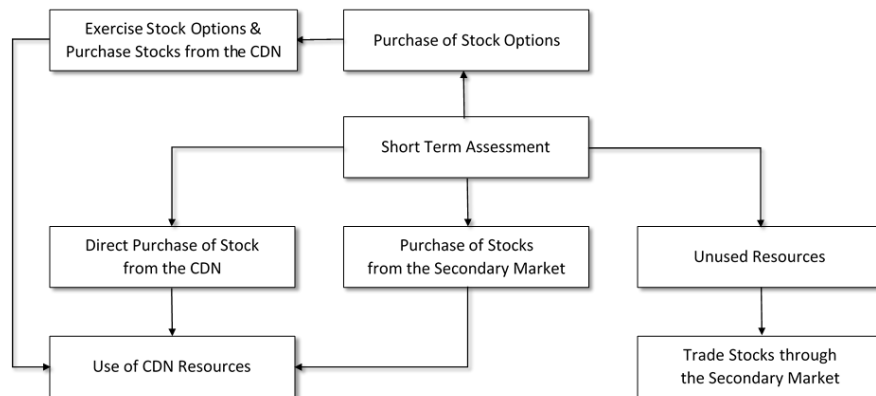 Exercise Stock Options &
Purchase Stocks from the CDN
Purchase of Stock Options
Short Term Assessment
Direct Purchase of Stock
from the CDN
Purchase of Stocks
from the Secondary Market
Unused Resources
Use of CDN Resources
Trade Stocks through
the Secondary Market